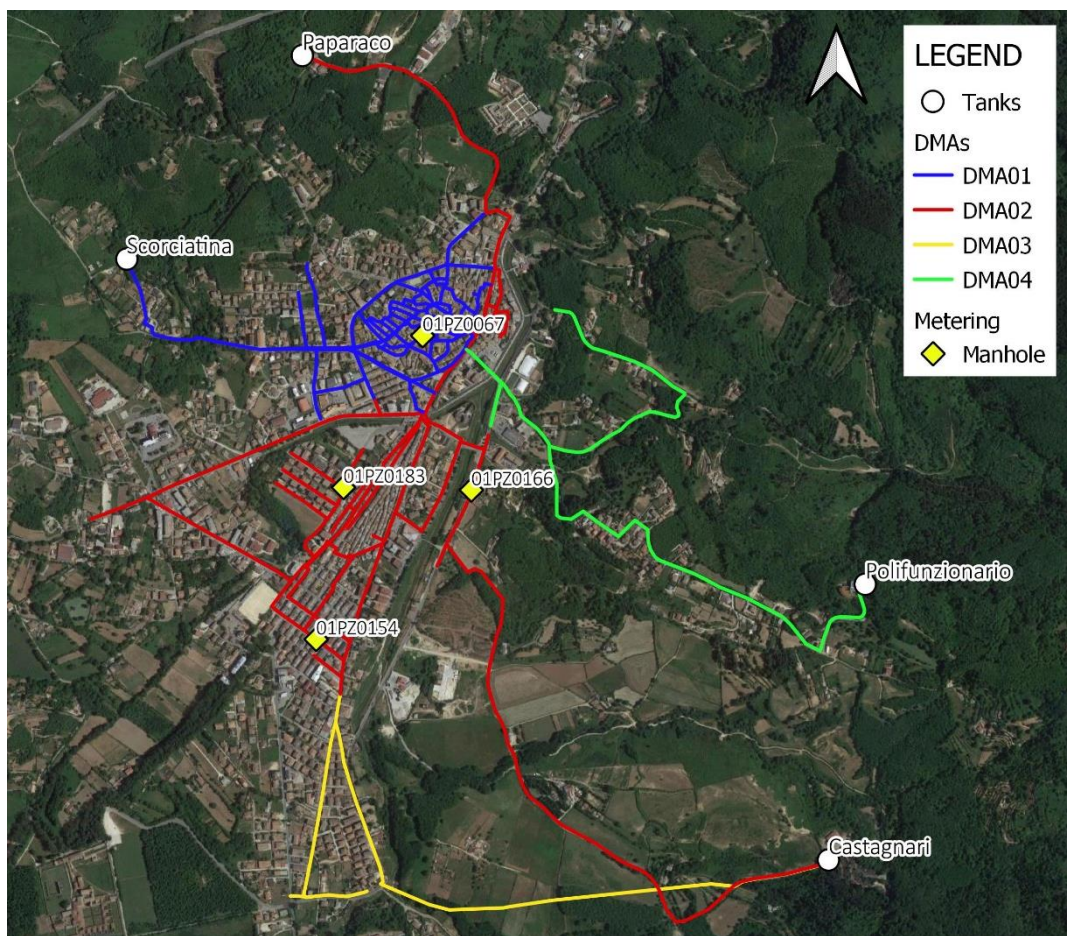 Paparaco
LEGEND
Tanks
DMAs
DMA01
DMA02
DMA03
DMA04
Metering
Manhole
Scorciatina
01PZ0067
01PZ0183
01PZ0166
Polifunzionario
01PZ0154
Castagnari